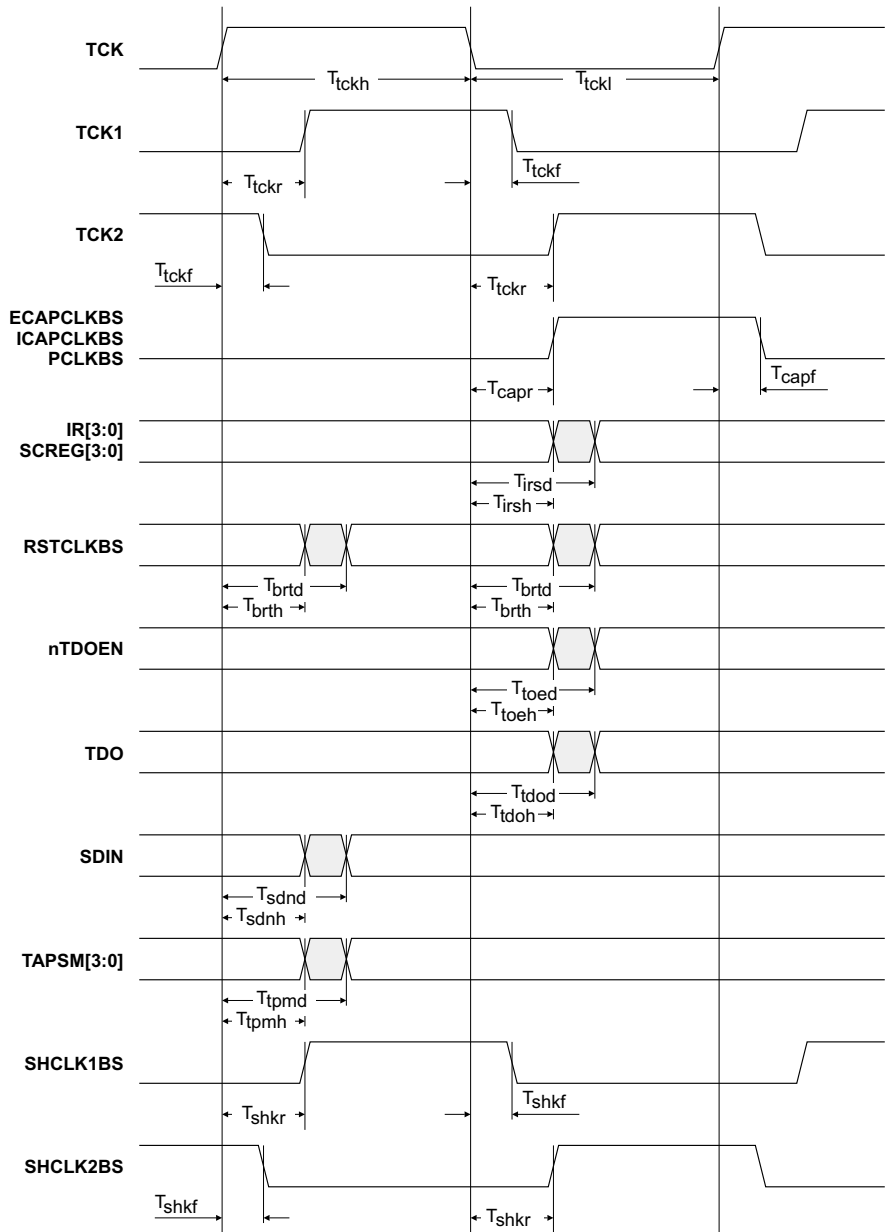 TCK
Ttckh
Ttckl
TCK1
Ttckr
Ttckf
TCK2
Ttckf
Ttckr
ECAPCLKBS
ICAPCLKBS
PCLKBS
Tcapr
Tcapf
IR[3:0]
SCREG[3:0]
Tirsd
Tirsh
RSTCLKBS
Tbrtd
Tbrtd
Tbrth
Tbrth
nTDOEN
Ttoed
Ttoeh
TDO
Ttdod
Ttdoh
SDIN
Tsdnd
Tsdnh
TAPSM[3:0]
Ttpmd
Ttpmh
SHCLK1BS
Tshkr
Tshkf
SHCLK2BS
Tshkf
Tshkr